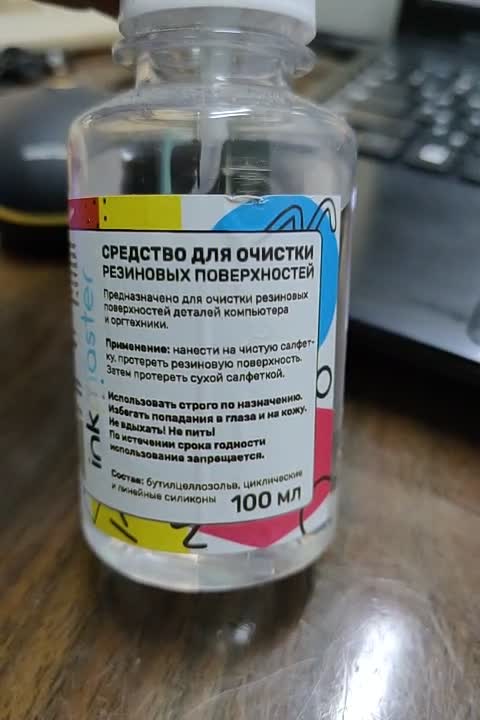 СРЕДСТВО ДЛЯ ОЧИСТКИ
РЕЗИНОВЫХ ПОВЕРХНОСТЕЙ
Предназначено для очистки резиновых
поверхностей деталей компьютера
и оргтехники.
Применение: нанести на чистую салфет-
ку, протереть резиновую поверхность.
Затем протереть сухой салфеткой.
Использовать строго по назначению.
Избегать попадания в глаза и на кожу.
Не вдыхать! Не пить!
По истечении срока годности
использование запрещается.
Состав: бутилцеллозольв, циклические
и линейные силиконы
100 мл
ink master